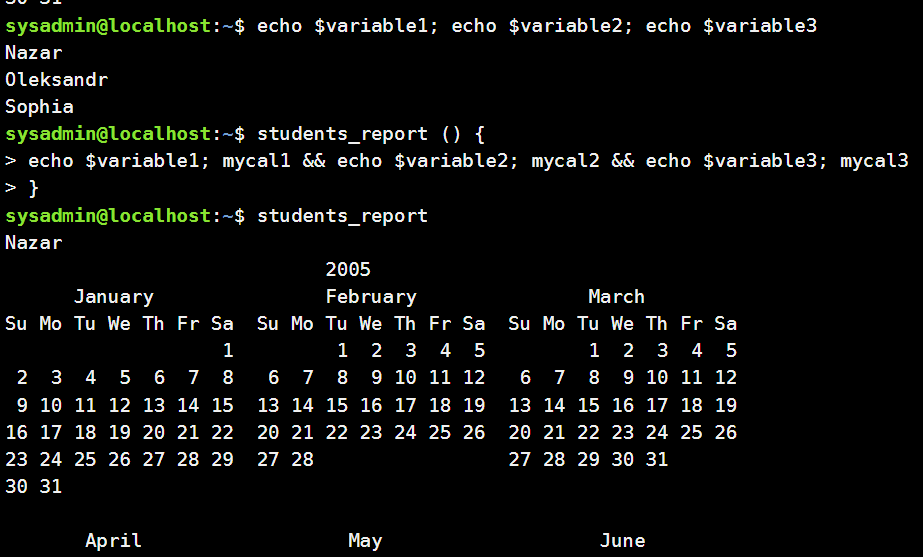 30 31
sysadmin@localhost:~$ echo $variable1; echo $variable2; echo $variable3
Nazar
Oleksandr
Sophia
sysadmin@localhost:~$ students_report () {
> echo $variable1; mycal1 && echo $variable2; mycal2 && echo $variable3; mycal3
> }
sysadmin@localhost:~$ students_report
Nazar
                            2005
      January               February               March
Su Mo Tu We Th Fr Sa  Su Mo Tu We Th Fr Sa  Su Mo Tu We Th Fr Sa
                   1         1  2  3  4  5         1  2  3  4  5
 2  3  4  5  6  7  8   6  7  8  9 10 11 12   6  7  8  9 10 11 12
 9 10 11 12 13 14 15  13 14 15 16 17 18 19  13 14 15 16 17 18 19
16 17 18 19 20 21 22  20 21 22 23 24 25 26  20 21 22 23 24 25 26
23 24 25 26 27 28 29  27 28                 27 28 29 30 31
30 31
       April                  May                   June